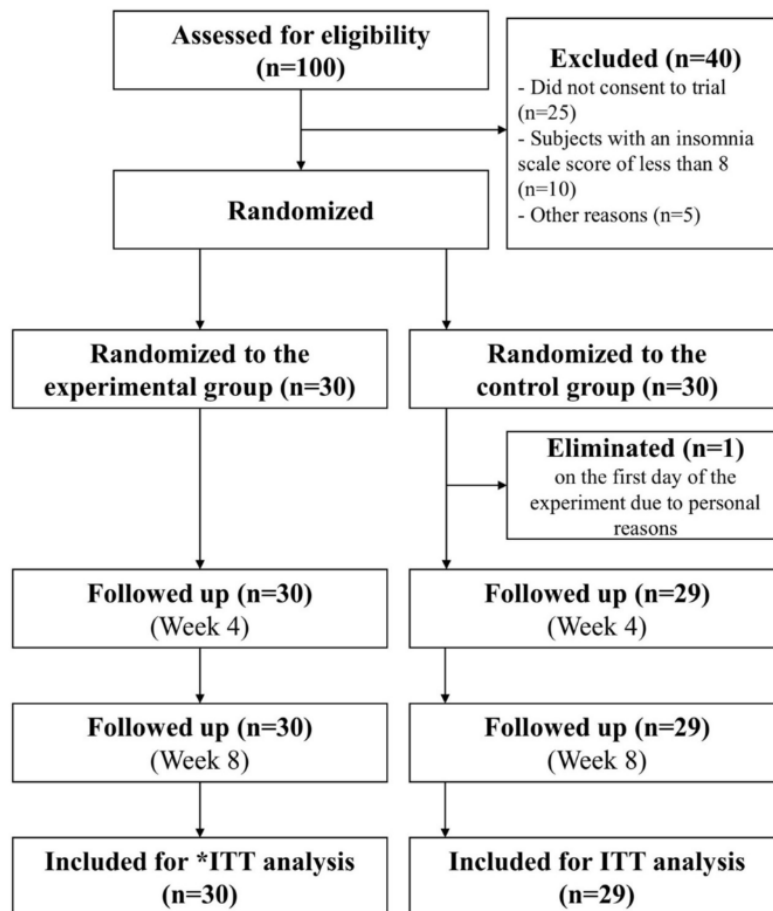 Assessed for eligibility
(n=100)
Excluded (n=40)
- Did not consent to trial
(n=25)
- Subjects with an insomnia
scale score of less than 8
(n=10)
- Other reasons (n=5)
Randomized
Randomized to the
experimental group (n=30)
Randomized to the
control group (n=30)
Eliminated (n=1)
on the first day of the
experiment due to personal
reasons
Followed up (n=30)
(Week 4)
Followed up (n=29)
(Week 4)
Followed up (n=30)
(Week 8)
Followed up (n=29)
(Week 8)
Included for *ITT analysis
(n=30)
Included for ITT analysis
(n=29)